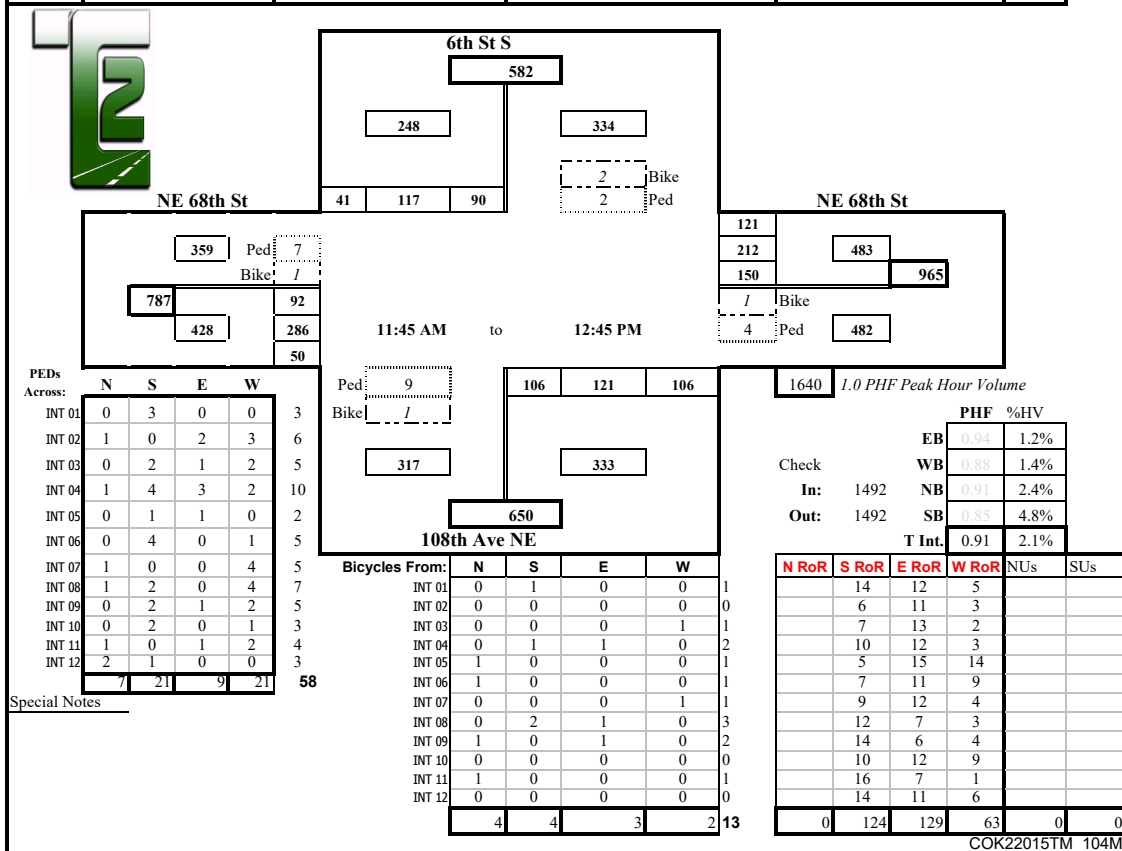 T2
6th St S
582
248 334
2 Bike
2 Ped
NE 68th St 41 117 90 NE 68th St
121
359 Ped 7 212 483
Bike 1 150 965
787 92 1 Bike
428 286 11:45 AM to 12:45 PM 4 Ped 482
50
PEDs Across: N S E W Ped 9 106 121 106 1640 1.0 PHF Peak Hour Volume
INT 01 0 3 0 0 3 Bike 1 PHF %HV
INT 02 1 0 2 3 6 EB 0.94 1.2%
INT 03 0 2 1 2 5 317 333 Check WB 0.88 1.4%
INT 04 1 4 3 2 10 In: 1492 NB 0.91 2.4%
INT 05 0 1 1 0 2 650 Out: 1492 SB 0.85 4.8%
INT 06 0 4 0 1 5 108th Ave NE T Int. 0.91 2.1%
INT 07 1 0 0 4 5 Bicycles From: N S E W N RoR S RoR E RoR W RoR NUs SUs
INT 08 1 2 0 4 7 INT 01 0 1 0 0 1 14 12 5
INT 09 0 2 1 2 5 INT 02 0 0 0 0 0 6 11 3
INT 10 0 2 0 1 3 INT 03 0 0 0 1 1 7 13 2
INT 11 1 0 1 2 4 INT 04 0 1 1 0 2 10 12 3
INT 12 2 1 0 0 3 INT 05 1 0 0 0 1 5 15 14
7 21 9 21 58 INT 06 1 0 0 0 1 7 11 9
Special Notes INT 07 0 0 0 1 1 9 12 4
INT 08 0 2 1 0 3 12 7 3
INT 09 1 0 1 0 2 14 6 4
INT 10 0 0 0 0 0 10 12 9
INT 11 1 0 0 0 1 16 7 1
INT 12 0 0 0 0 0 14 11 6
4 4 3 2 13 0 124 129 63 0 0
COK22015TM_104M